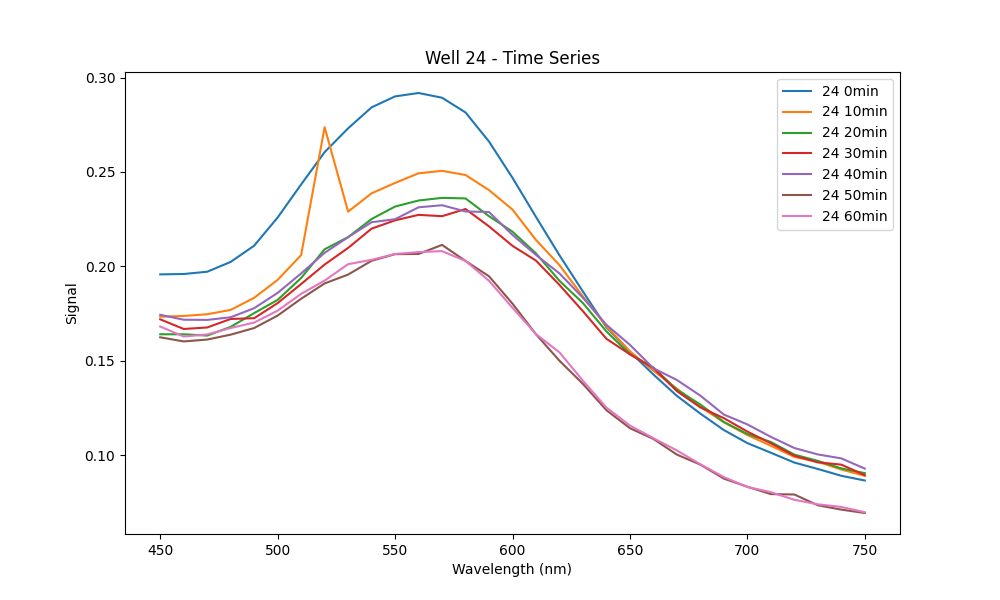 Well 24 - Time Series
0.30
0.25
0.20
0.15
0.10
Signal
450 500 550 600 650 700 750
Wavelength (nm)
24 0min
24 10min
24 20min
24 30min
24 40min
24 50min
24 60min